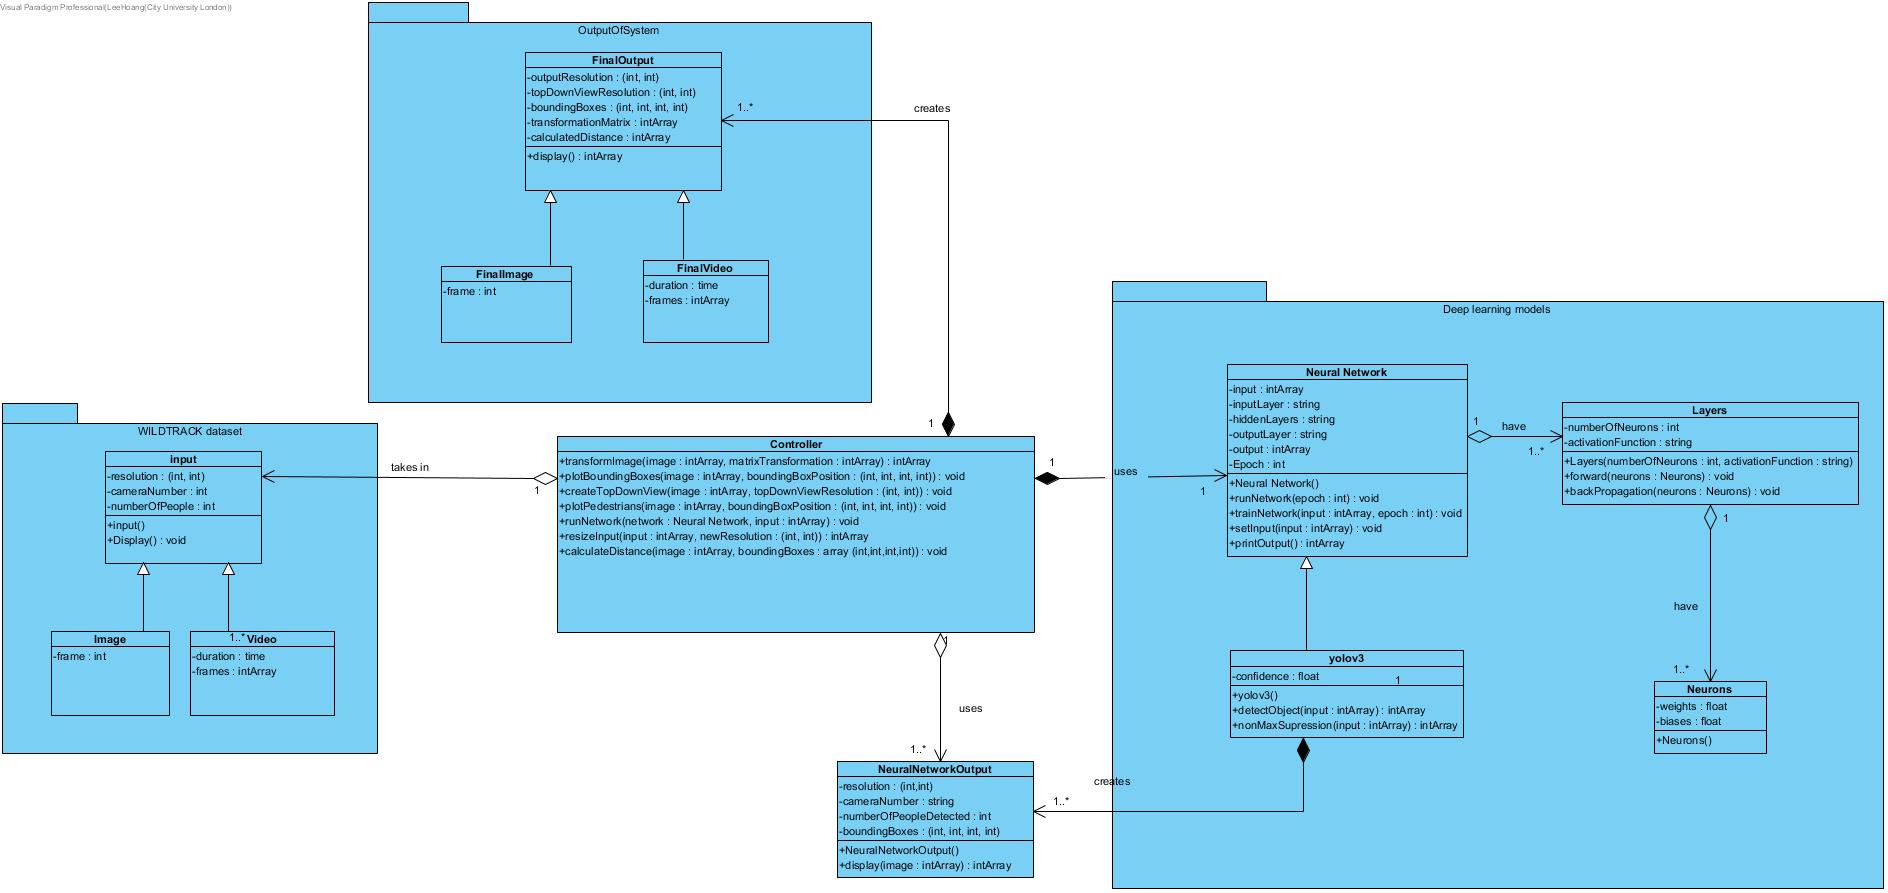 Visual Paradigm Professional(LeeHoang(City University London))
OutputOfSystem
FinalOutput
-outputResolution : (int, int)
-topDownViewResolution : (int, int)
-boundingBoxes : (int, int, int, int)
-transformationMatrix : intArray
-calculatedDistance : intArray
+display() : intArray
1..*
creates
1
FinalImage
-frame : int
FinalVideo
-duration : time
-frames : intArray
WILDTRACK dataset
input
-resolution : (int, int)
-cameraNumber : int
-numberOfPeople : int
+input()
+Display() : void
Image
-frame : int
1..*
Video
-duration : time
-frames : intArray
takes in
1
Controller
+transformImage(image : intArray, matrixTransformation : intArray) : intArray
+plotBoundingBoxes(image : intArray, boundingBoxPosition : (int, int, int, int)) : void
+createTopDownView(image : intArray, topDownViewResolution : (int, int)) : void
+plotPedestrians(image : intArray, boundingBoxPosition : (int, int, int, int)) : void
+runNetwork(network : Neural Network, input : intArray) : void
+resizeInput(input : intArray, newResolution : (int, int)) : intArray
+calculateDistance(image : intArray, boundingBoxes : array (int,int,int,int)) : void
1
uses
1
1
uses
1..*
NeuralNetworkOutput
-resolution : (int,int)
-cameraNumber : string
-numberOfPeopleDetected : int
-boundingBoxes : (int, int, int, int)
+NeuralNetworkOutput()
+display(image : intArray) : intArray
creates
1..*
Deep learning models
Neural Network
-input : intArray
-inputLayer : string
-hiddenLayers : string
-outputLayer : string
-output : intArray
-Epoch : int
+Neural Network()
+runNetwork(epoch : int) : void
+trainNetwork(input : intArray, epoch : int) : void
+setInput(input : intArray) : void
+printOutput() : intArray
1
have
1..*
Layers
-numberOfNeurons : int
-activationFunction : string
+Layers(numberOfNeurons : int, activationFunction : string)
+forward(neurons : Neurons) : void
+backPropagation(neurons : Neurons) : void
1
have
1..*
yolov3
-confidence : float
1
+yolov3()
+detectObject(input : intArray) : intArray
+nonMaxSupression(input : intArray) : intArray
Neurons
-weights : float
-biases : float
+Neurons()